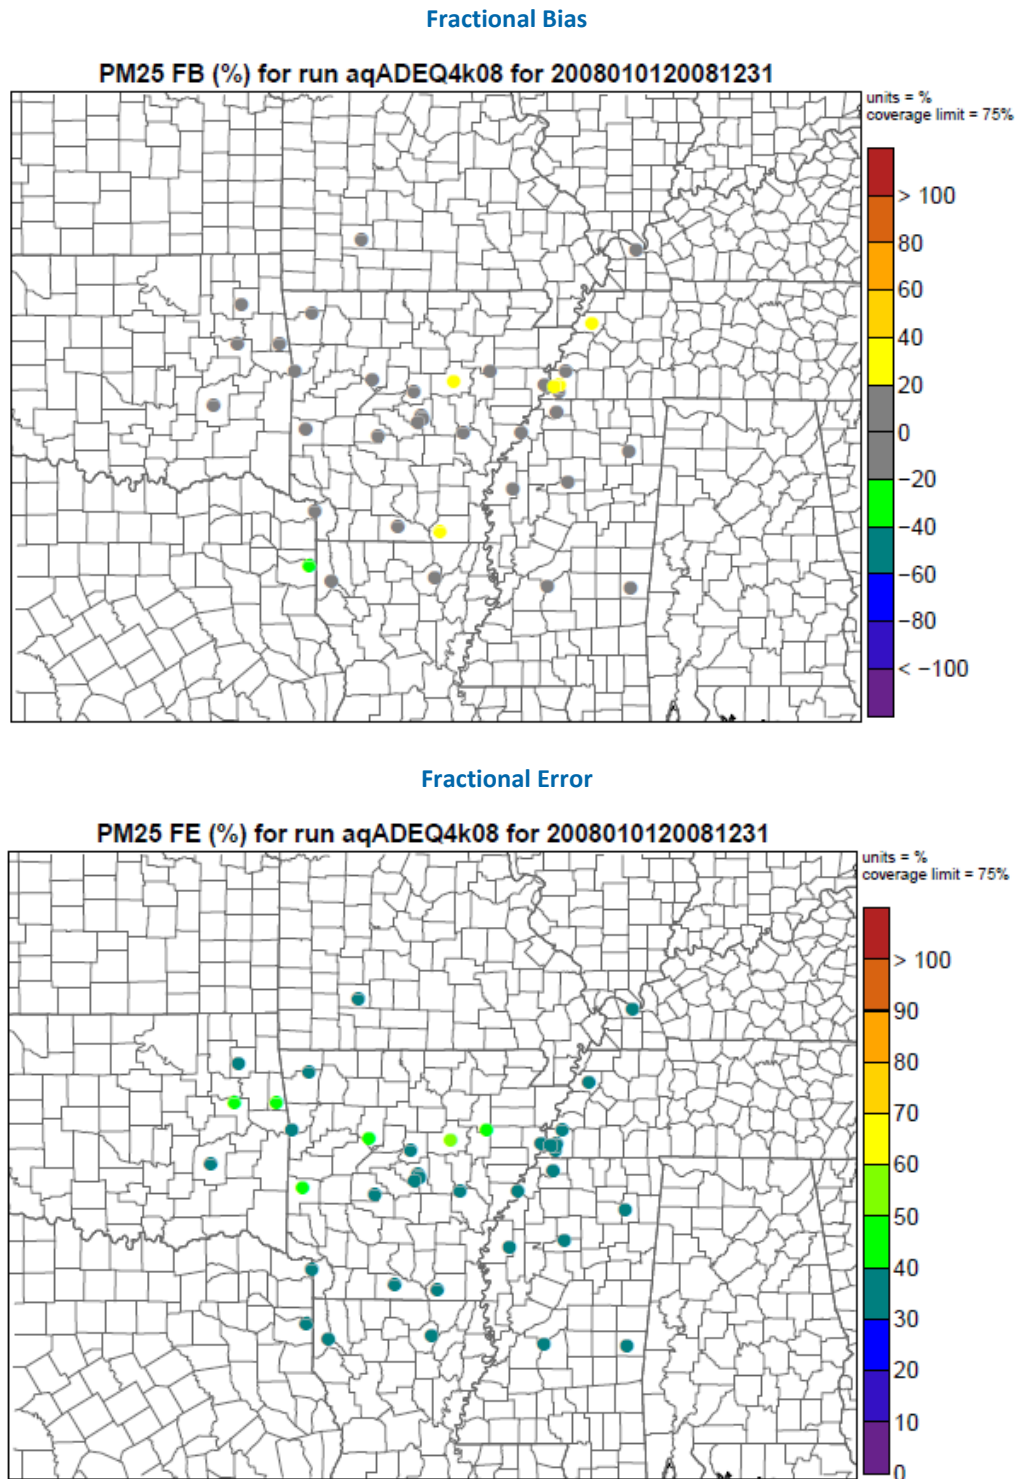 Fractional Bias
PM25 FB (%) for run aqADEQ4k08 for 2008010120081231
units = %
coverage limit = 75%
> 100
80
60
40
20
0
−20
−40
−60
−80
< −100
Fractional Error
PM25 FE (%) for run aqADEQ4k08 for 2008010120081231
units = %
coverage limit = 75%
> 100
90
80
70
60
50
40
30
20
10
0